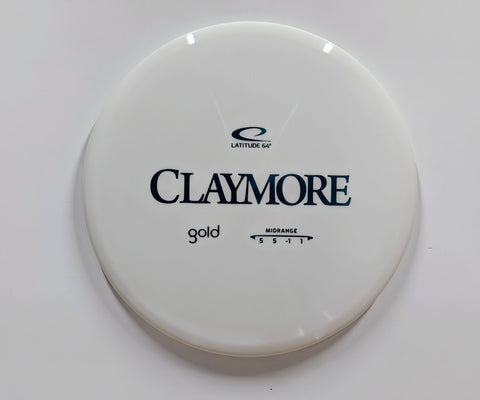 LATITUDE 64°
CLAYMORE
gold
MIDRANGE
5 5 -1 1